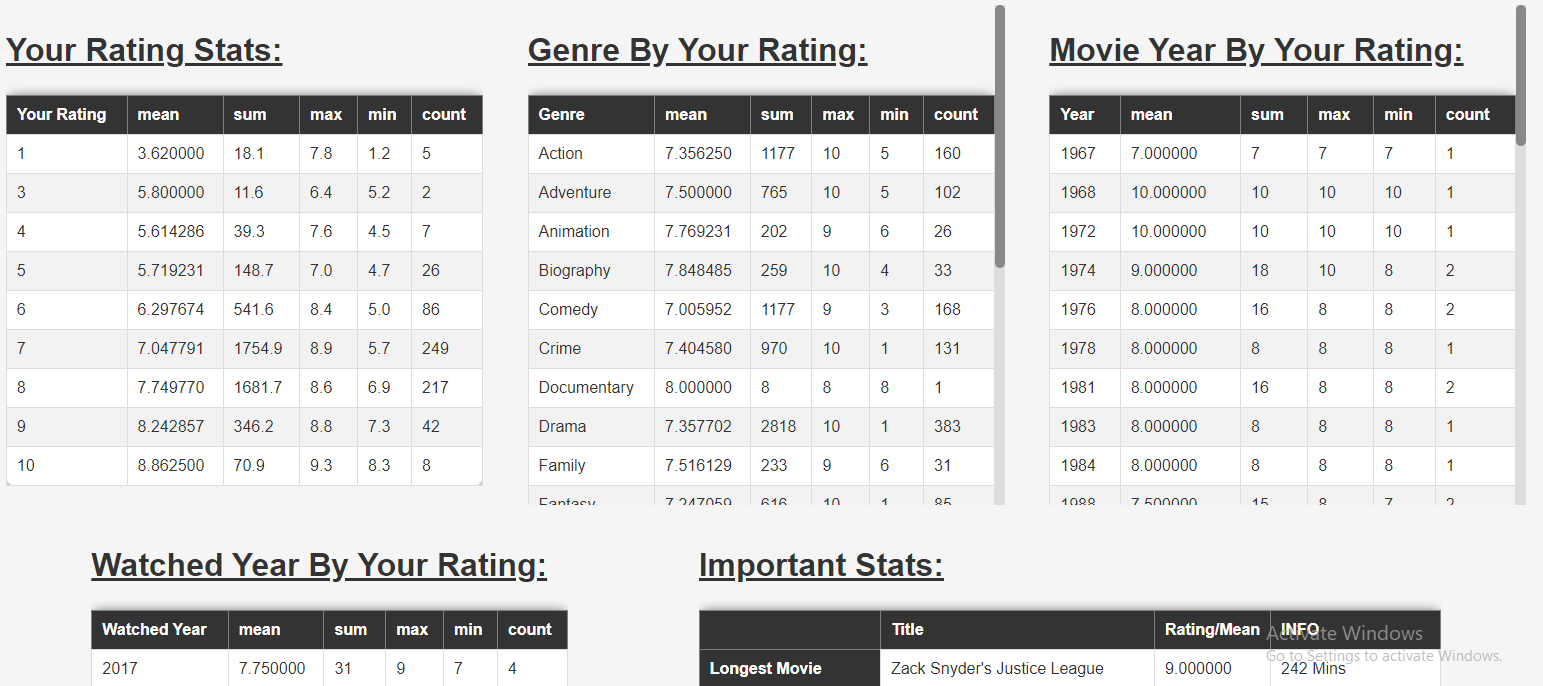 Your Rating Stats:
Your Rating mean sum max min count
1 3.620000 18.1 7.8 1.2 5
3 5.800000 11.6 6.4 5.2 2
4 5.614286 39.3 7.6 4.5 7
5 5.719231 148.7 7.0 4.7 26
6 6.297674 541.6 8.4 5.0 86
7 7.047791 1754.9 8.9 5.7 249
8 7.749770 1681.7 8.6 6.9 217
9 8.242857 346.2 8.8 7.3 42
10 8.862500 70.9 9.3 8.3 8
Genre By Your Rating:
Genre mean sum max min count
Action 7.356250 1177 10 5 160
Adventure 7.500000 765 10 5 102
Animation 7.769231 202 9 6 26
Biography 7.848485 259 10 4 33
Comedy 7.005952 1177 9 3 168
Crime 7.404580 970 10 1 131
Documentary 8.000000 8 8 8 1
Drama 7.357702 2818 10 1 383
Family 7.516129 233 9 6 31
Fantasy 7.247059 616 10 1 85
Movie Year By Your Rating:
Year mean sum max min count
1967 7.000000 7 7 7 1
1968 10.000000 10 10 10 1
1972 10.000000 10 10 10 1
1974 9.000000 18 10 8 2
1976 8.000000 16 8 8 2
1978 8.000000 8 8 8 1
1981 8.000000 16 8 8 2
1983 8.000000 8 8 8 1
1984 8.000000 8 8 8 1
1988 7.500000 15 8 7 2
Watched Year By Your Rating:
Watched Year mean sum max min count
2017 7.750000 31 9 7 4
Important Stats:
Title Rating/Mean INFO
Longest Movie Zack Snyder's Justice League 9.000000 242 Mins
Activate Windows
Go to Settings to activate Windows.